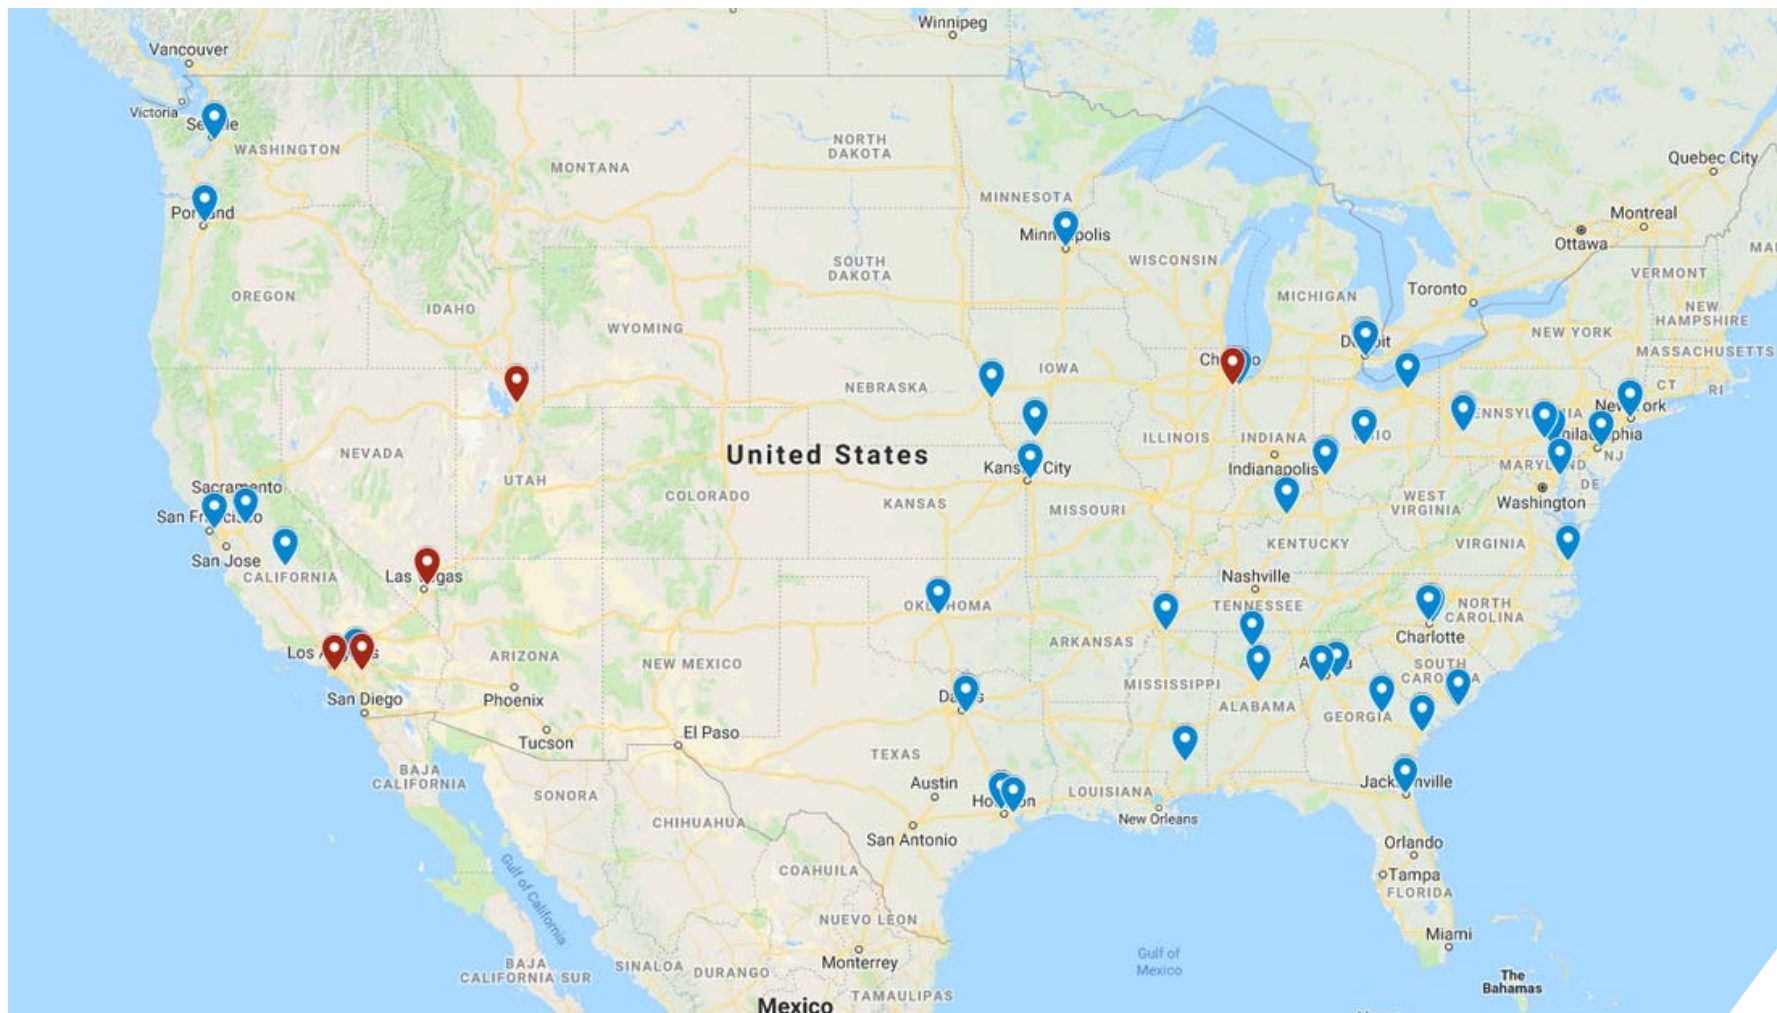 Winnipeg
Vancouver
Victoria
WASHINGTON
MONTANA
NORTH
DAKOTA
Quebec City
MINNESOTA
Montreal
Ottawa
WISCONSIN
SOUTH
DAKOTA
VERMONT
OREGON
IDAHO
WYOMING
MICHIGAN
Toronto
NEW
HAMPSHIRE
NEW YORK
MASSACHUSETTS
IOWA
NEBRASKA
CT
RI
United States
NEVADA
UTAH
COLORADO
KANSAS
MISSOURI
ILLINOIS
INDIANA
Indianapolis
NJ
DE
WEST
VIRGINIA
Washington
Sacramento
San Jose
CALIFORNIA
KENTUCKY
VIRGINIA
Nashville
TENNESSEE
NORTH
CAROLINA
Charlotte
ARKANSAS
ARIZONA
NEW MEXICO
SOUTH
MISSISSIPPI
ALABAMA
GEORGIA
San Diego
Phoenix
Tucson
El Paso
TEXAS
BAJA
CALIFORNIA
SONORA
CHIHUAHUA
Austin
LOUISIANA
New Orleans
San Antonio
Orlando
Tampa
FLORIDA
COAHUILA
Gulf of California
NUEVO LEON
Miami
Monterrey
Gulf of
Mexico
BAJA
CALIFORNIA SUR
SINALOA
DURANGO
The
Bahamas
TAMAULIPAS
Mexico